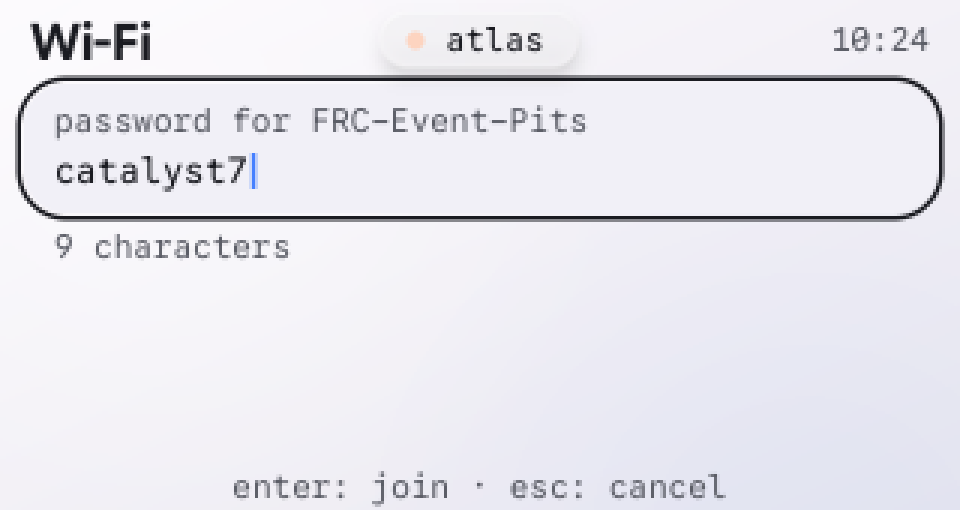 Wi-Fi atlas 10:24
password for FRC-Event-Pits
catalyst7
9 characters
enter: join · esc: cancel